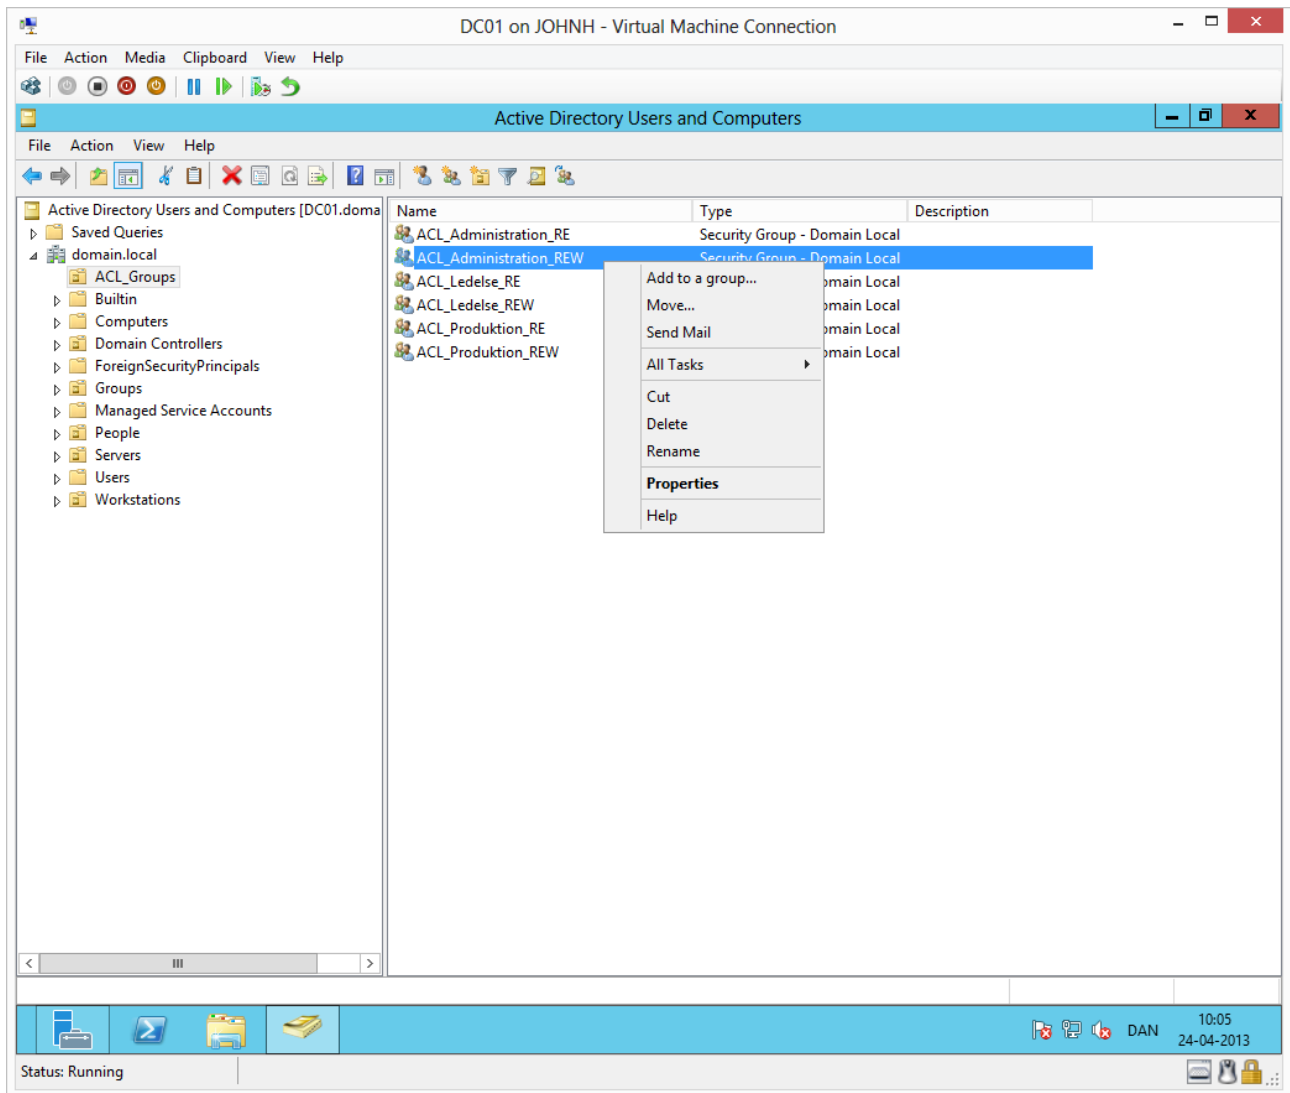 DC01 on JOHNH - Virtual Machine Connection
File Action Media Clipboard View Help
Active Directory Users and Computers
File Action View Help
Active Directory Users and Computers [DC01.doma
Saved Queries
domain.local
ACL_Groups
Builtin
Computers
Domain Controllers
ForeignSecurityPrincipals
Groups
Managed Service Accounts
People
Servers
Users
Workstations
Name Type Description
ACL_Administration_RE Security Group - Domain Local
ACL_Administration_REW Security Group - Domain Local
ACL_Ledelse_RE omain Local
ACL_Ledelse_REW omain Local
ACL_Produktion_RE omain Local
ACL_Produktion_REW omain Local
Add to a group...
Move...
Send Mail
All Tasks
Cut
Delete
Rename
Properties
Help
DAN
10:05
24-04-2013
Status: Running